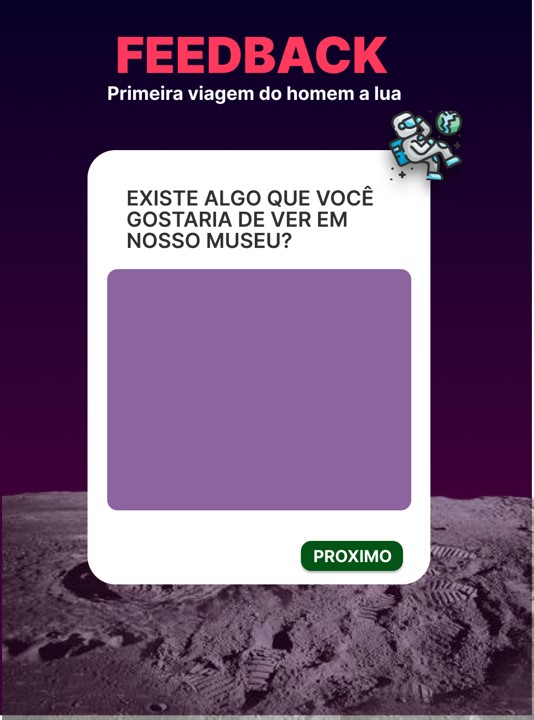 FEEDBACK
Primeira viagem do homem a lua
EXISTE ALGO QUE VOCÊ
GOSTARIA DE VER EM
NOSSO MUSEU?
PROXIMO